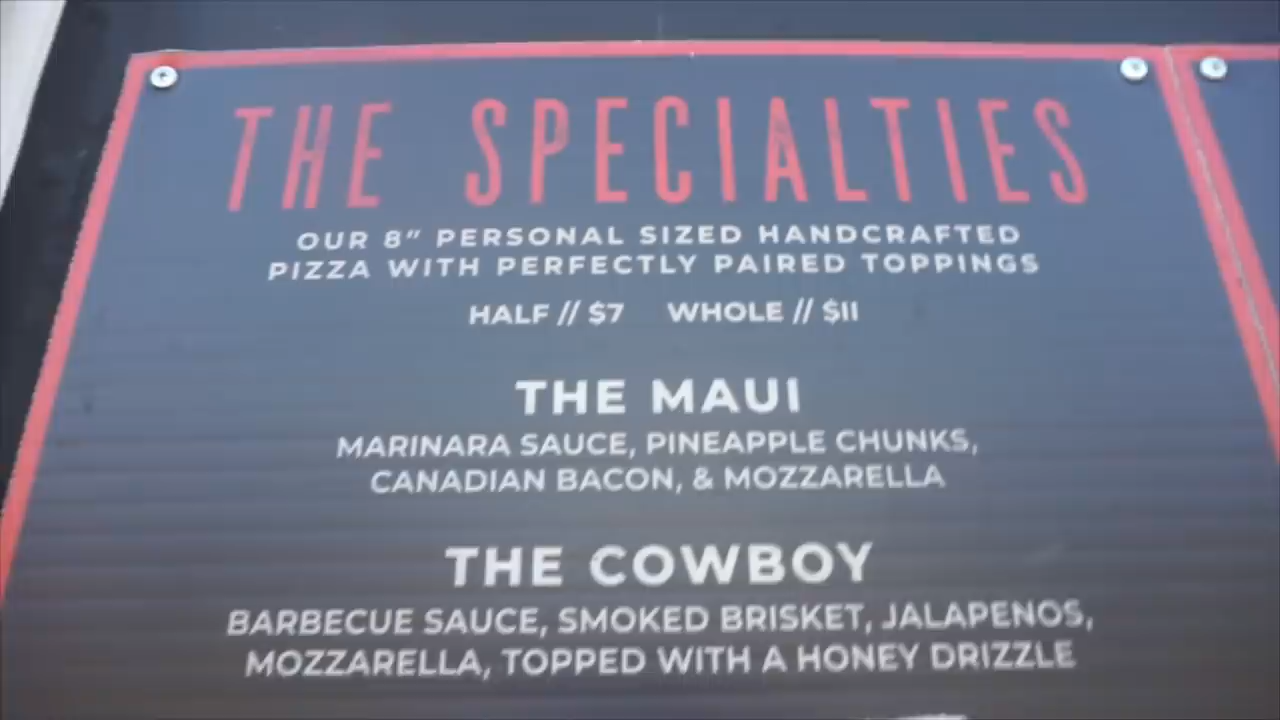 THE SPECIALTIES
OUR 8" PERSONAL SIZED HANDCRAFTED
PIZZA WITH PERFECTLY PAIRED TOPPINGS
HALF // $7 WHOLE // $11
THE MAUI
MARINARA SAUCE, PINEAPPLE CHUNKS,
CANADIAN BACON, & MOZZARELLA
THE COWBOY
BARBECUE SAUCE, SMOKED BRISKET, JALAPENOS,
MOZZARELLA, TOPPED WITH A HONEY DRIZZLE